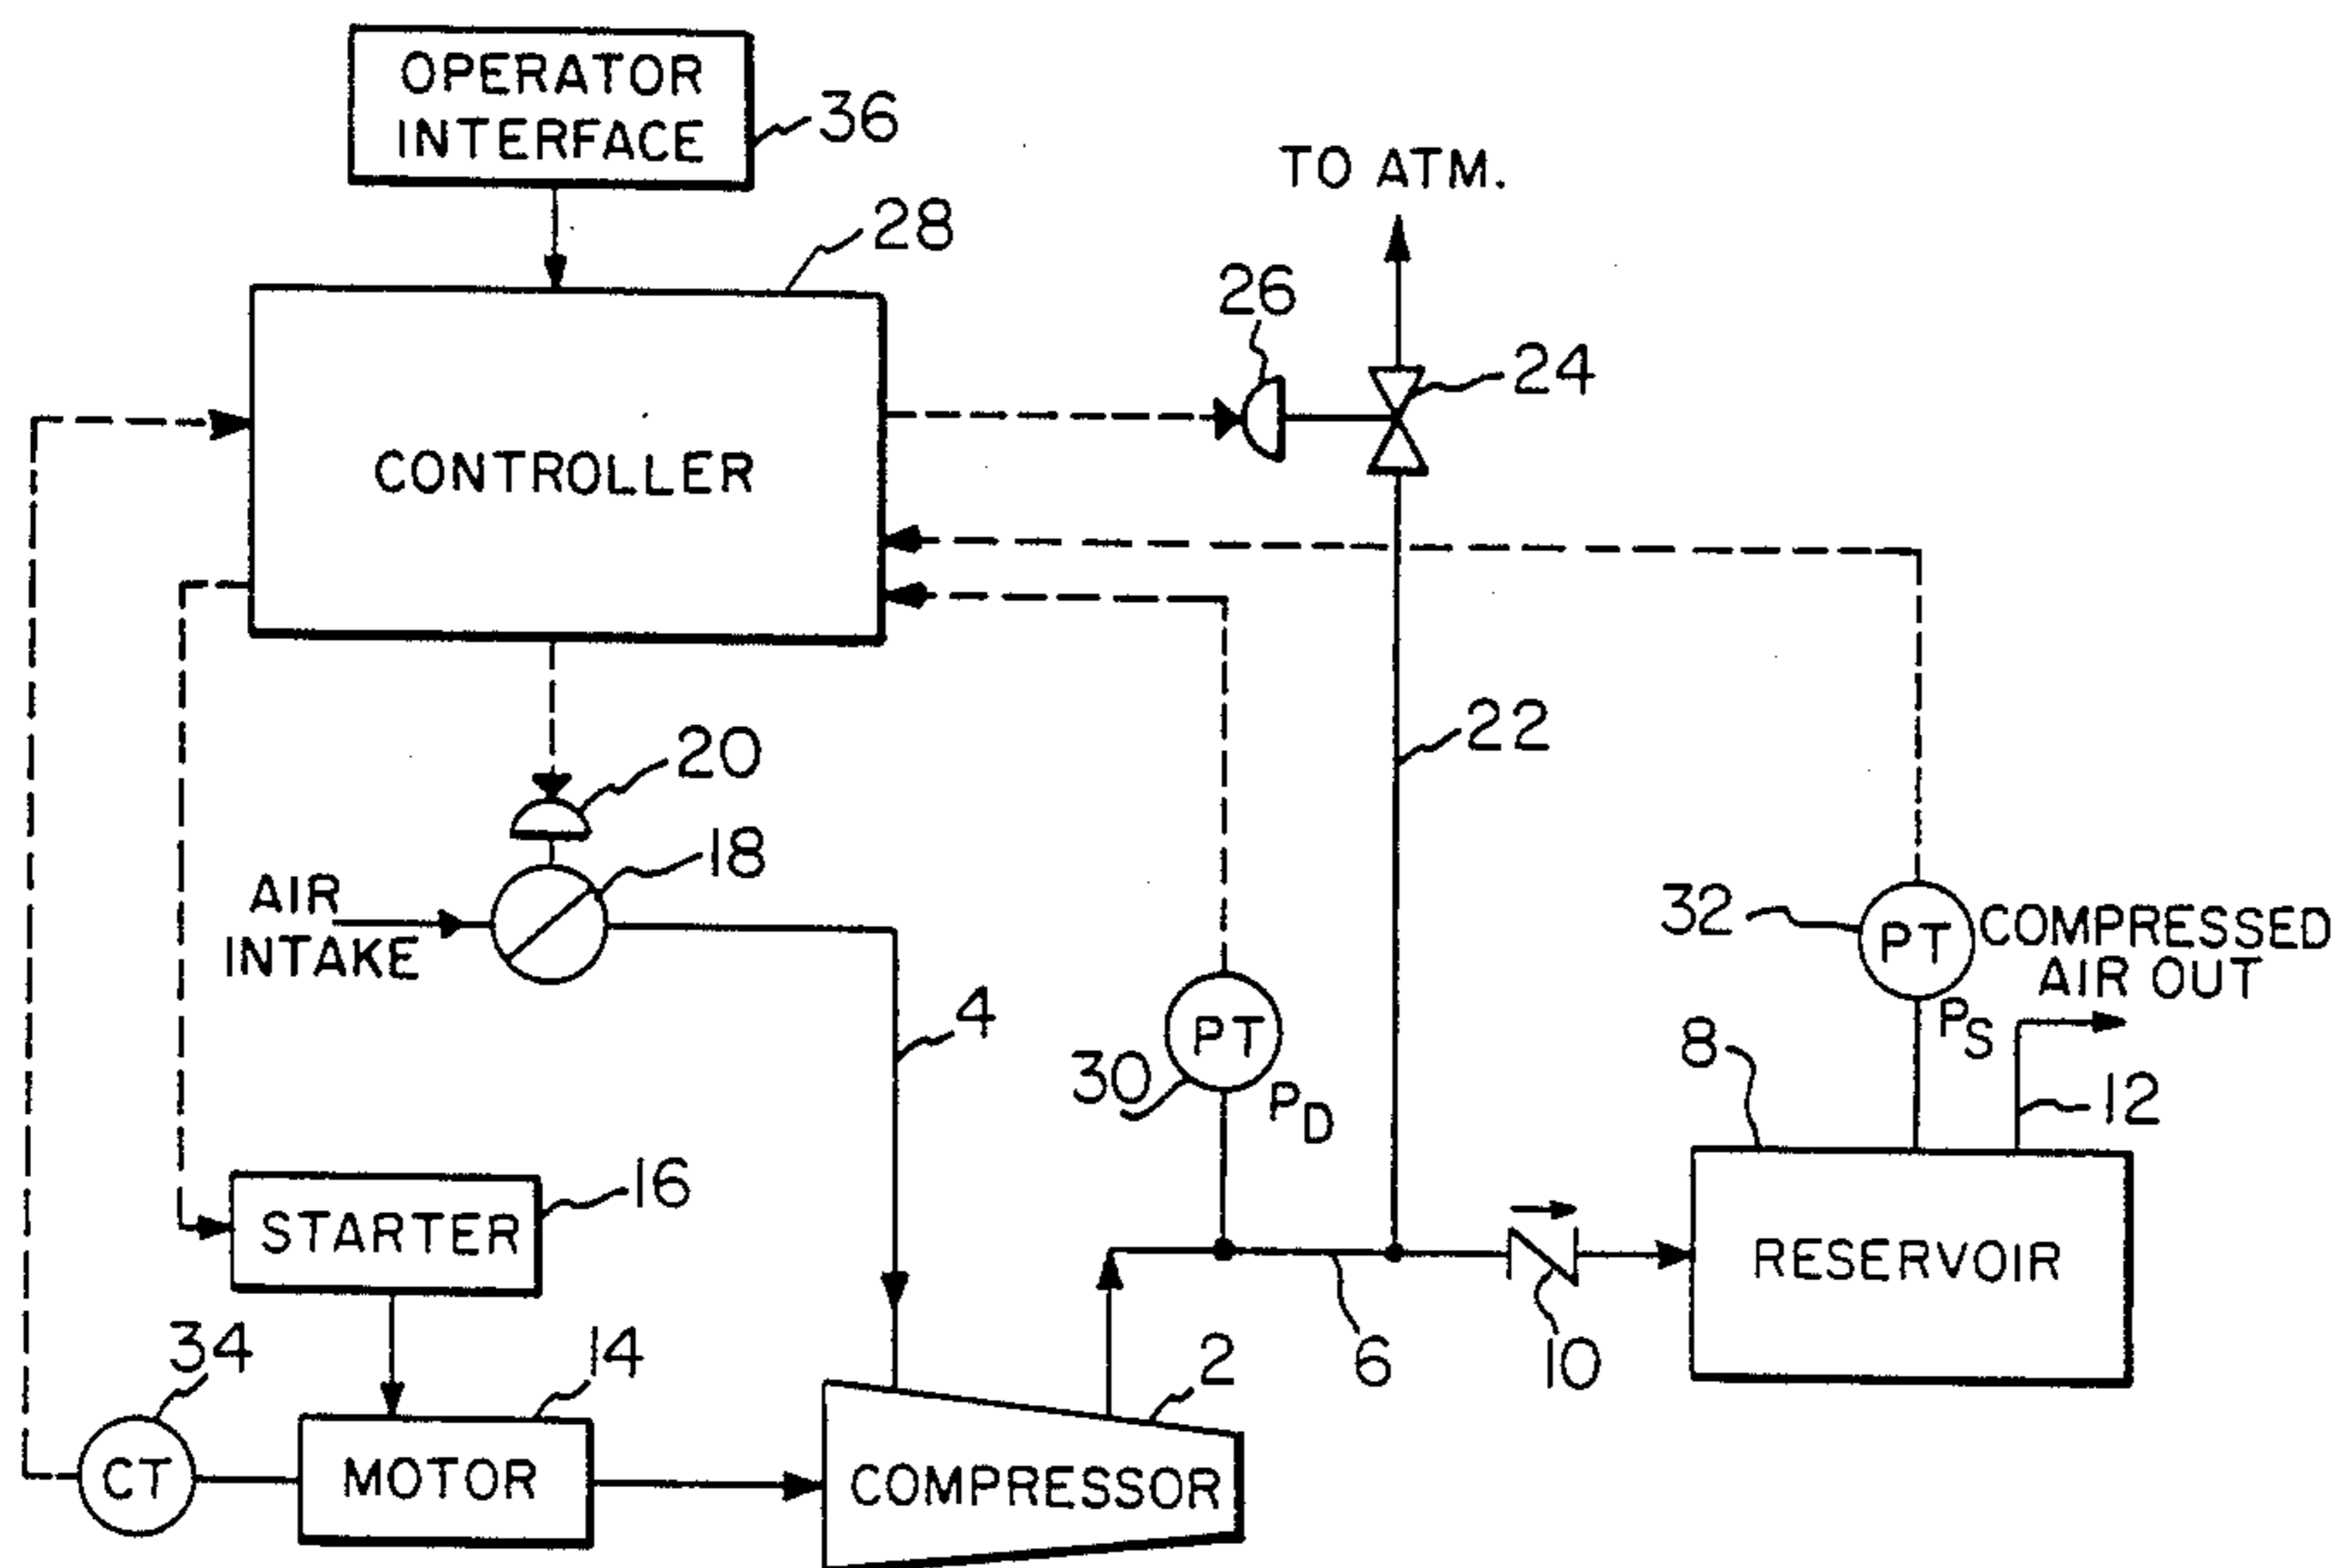 OPERATOR
INTERFACE
36
28
TO ATM.
26
24
CONTROLLER
22
20
18
AIR
INTAKE
4
32
PT
COMPRESSED
AIR OUT
PS
PT
30
PD
8
12
16
STARTER
RESERVOIR
34
14
2
6
10
CT
MOTOR
COMPRESSOR